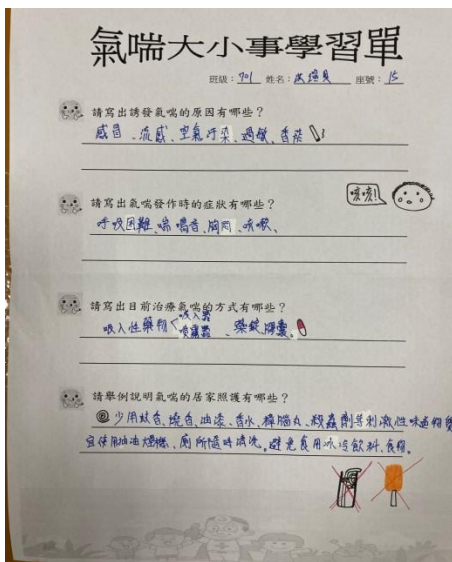 氣喘大小事學習單
班級：701 姓名： 座號：15
請寫出誘發氣喘的原因有哪些？
感冒、流感、空氣汙染、過敏、香菸
請寫出氣喘發作時的症狀有哪些？
咳咳!
呼吸困難、喘鳴音、胸悶、咳嗽、
請寫出目前治療氣喘的方式有哪些？
吸入性藥物 吸入器
噴霧器 、藥錠、膠囊。
請舉例說明氣喘的居家照護有哪些？
少用蚊香、燒香、油漆、香水、樟腦丸、殺蟲劑等刺激性味道物
宜使用抽油煙機、廁所隨時清洗。避免食用冰冷飲料、食物。